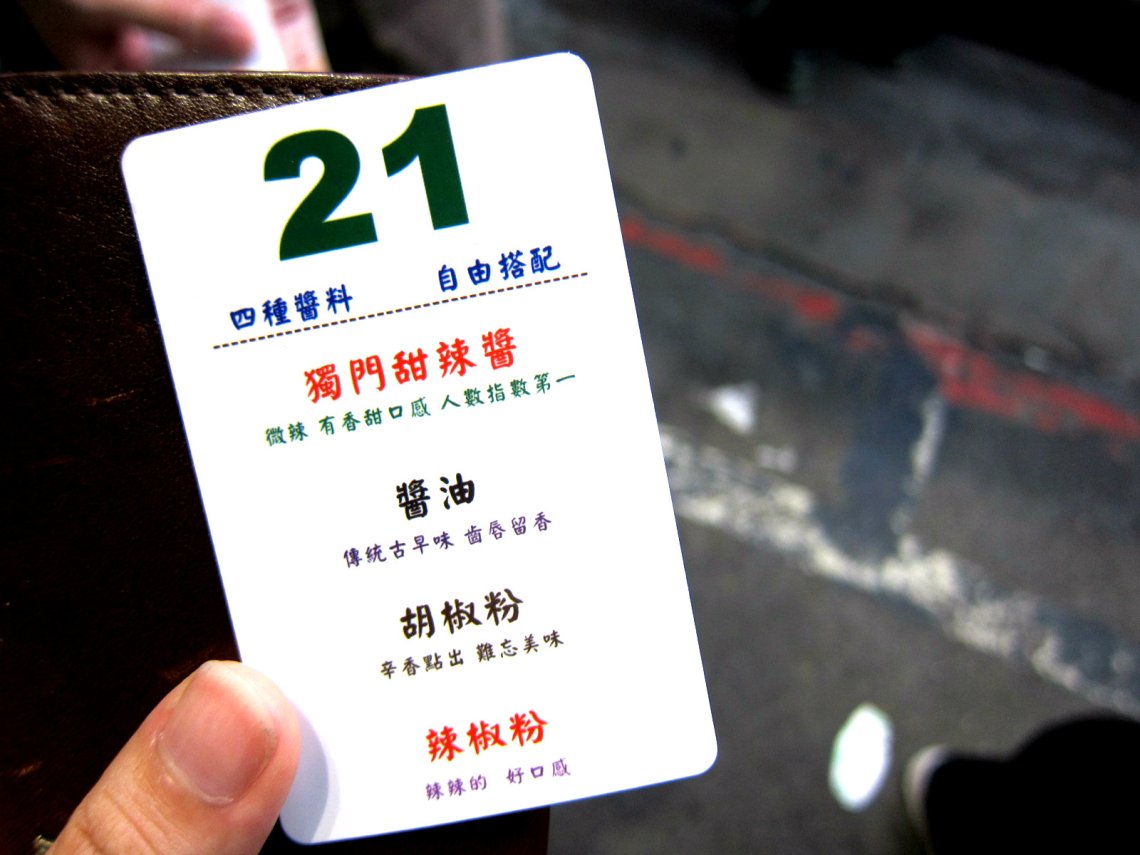 21
四種醬料 自由搭配
獨門甜辣醬
微辣 有香甜口感 人數指數第一
醬油
傳統古早味 齒唇留香
胡椒粉
辛香點出 難忘美味
辣椒粉
辣辣的 好口感